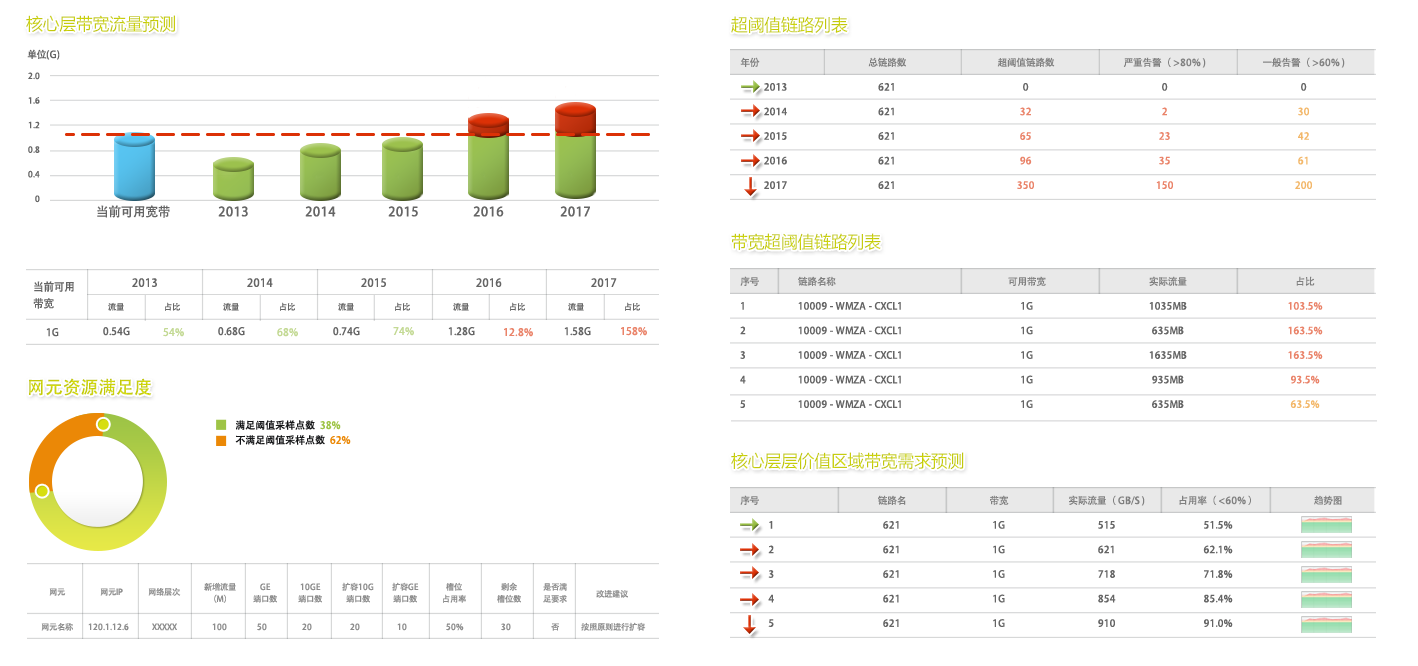 核心层带宽流量预测
单位(G)
2.0
1.6
1.2
0.8
0.4
0
当前可用宽带 2013 2014 2015 2016 2017
当前可用带宽 2013 2014 2015 2016 2017
流量 占比 流量 占比 流量 占比 流量 占比 流量 占比
1G 0.54G 54% 0.68G 68% 0.74G 74% 1.28G 12.8% 1.58G 158%
网元资源满足度
满足阈值采样点数 38%
不满足阈值采样点数 62%
网元 网元IP 网络层次 新增流量(M) GE端口数 10GE端口数 扩容10G端口数 扩容GE端口数 槽位占用率 剩余槽位数 是否满足要求 改进建议
网元名称 120.1.12.6 XXXXX 100 50 20 20 10 50% 30 否 按照原则进行扩容
超阈值链路列表
年份 总链路数 超阈值链路数 严重告警（>80%） 一般告警（>60%）
2013 621 0 0 0
2014 621 32 2 30
2015 621 65 23 42
2016 621 96 35 61
2017 621 350 150 200
带宽超阈值链路列表
序号 链路名称 可用带宽 实际流量 占比
1 10009 - WMZA - CXCL1 1G 1035MB 103.5%
2 10009 - WMZA - CXCL1 1G 635MB 163.5%
3 10009 - WMZA - CXCL1 1G 1635MB 163.5%
4 10009 - WMZA - CXCL1 1G 935MB 93.5%
5 10009 - WMZA - CXCL1 1G 635MB 63.5%
核心层层价值区域带宽需求预测
序号 链路名 带宽 实际流量（GB/S） 占用率（<60%） 趋势图
1 621 1G 515 51.5%
2 621 1G 621 62.1%
3 621 1G 718 71.8%
4 621 1G 854 85.4%
5 621 1G 910 91.0%